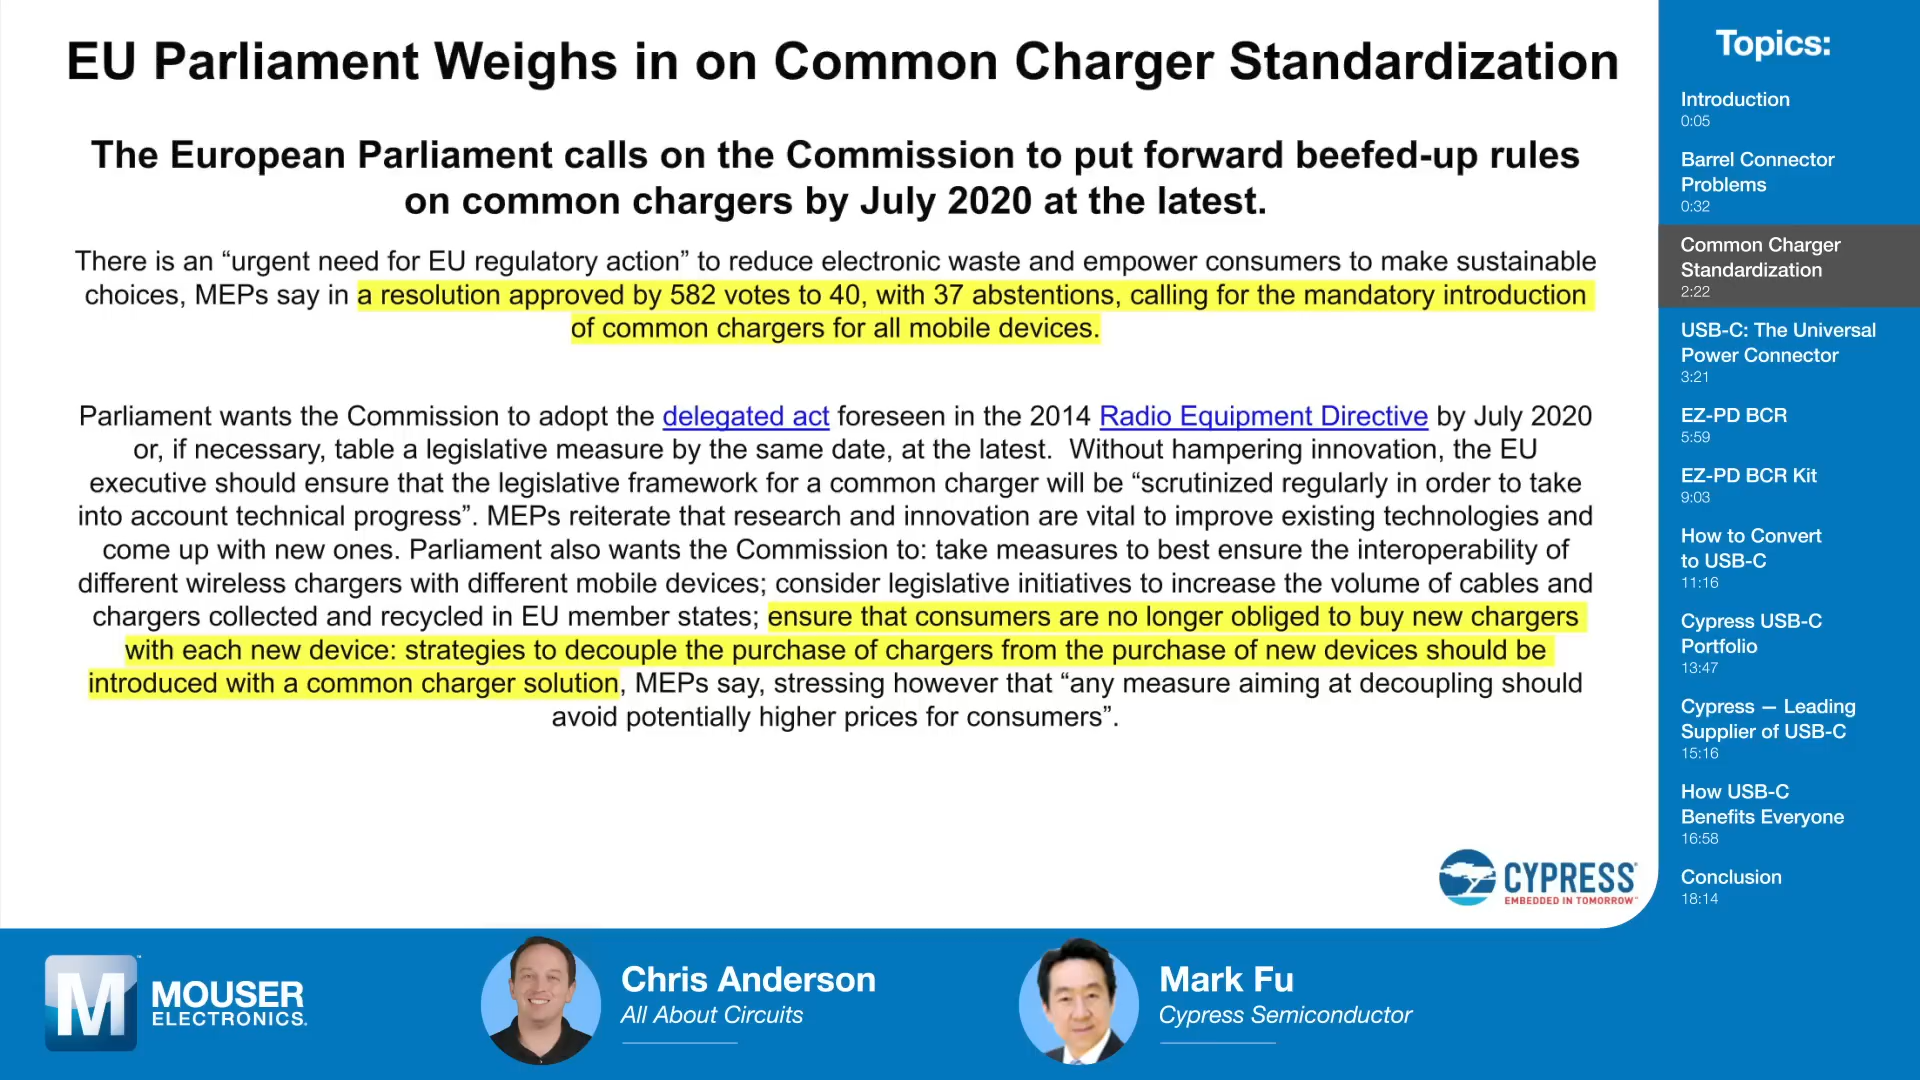 EU Parliament Weighs in on Common Charger Standardization
The European Parliament calls on the Commission to put forward beefed-up rules
on common chargers by July 2020 at the latest.
There is an “urgent need for EU regulatory action” to reduce electronic waste and empower consumers to make sustainable
choices, MEPs say in a resolution approved by 582 votes to 40, with 37 abstentions, calling for the mandatory introduction
of common chargers for all mobile devices.
Parliament wants the Commission to adopt the delegated act foreseen in the 2014 Radio Equipment Directive by July 2020
or, if necessary, table a legislative measure by the same date, at the latest.  Without hampering innovation, the EU
executive should ensure that the legislative framework for a common charger will be “scrutinized regularly in order to take
into account technical progress”. MEPs reiterate that research and innovation are vital to improve existing technologies and
come up with new ones. Parliament also wants the Commission to: take measures to best ensure the interoperability of
different wireless chargers with different mobile devices; consider legislative initiatives to increase the volume of cables and
chargers collected and recycled in EU member states; ensure that consumers are no longer obliged to buy new chargers
with each new device: strategies to decouple the purchase of chargers from the purchase of new devices should be
introduced with a common charger solution, MEPs say, stressing however that “any measure aiming at decoupling should
avoid potentially higher prices for consumers”.
CYPRESS
EMBEDDED IN TOMORROW™
Topics:
Introduction
0:05
Barrel Connector
Problems
0:32
Common Charger
Standardization
2:22
USB-C: The Universal
Power Connector
3:21
EZ-PD BCR
5:59
EZ-PD BCR Kit
9:03
How to Convert
to USB-C
11:16
Cypress USB-C
Portfolio
13:47
Cypress — Leading
Supplier of USB-C
15:16
How USB-C
Benefits Everyone
16:58
Conclusion
18:14
M
MOUSER
ELECTRONICS.
Chris Anderson
All About Circuits
Mark Fu
Cypress Semiconductor